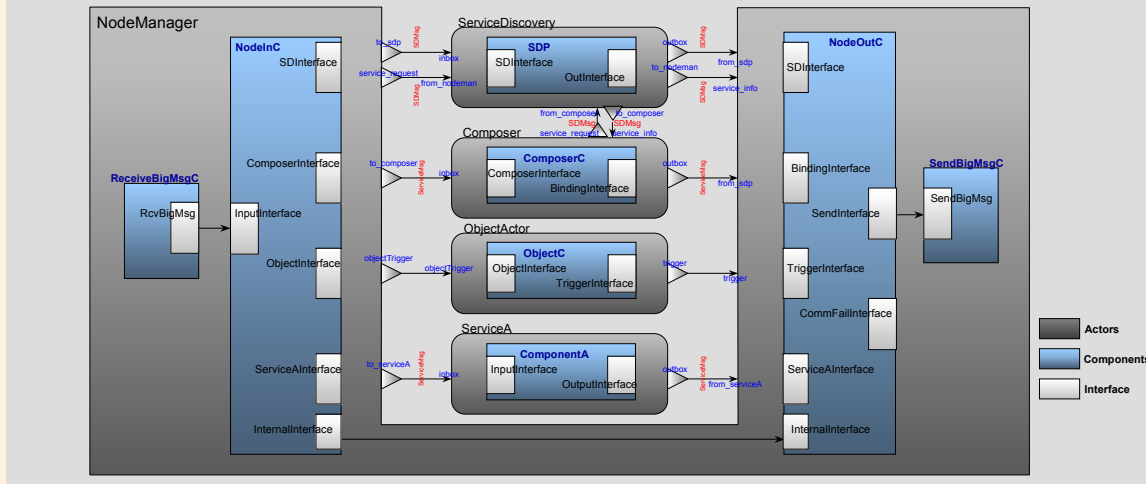 NodeManager
ServiceDiscovery
NodeInC
SDInterface
to_sdp
SDMsg
inbox
service_request
from_nodeman
SDMsg
SDP
SDInterface
OutInterface
outbox
SDMsg
from_sdp
to_nodeman
service_info
SDMsg
NodeOutC
SDInterface
from_composer
to_composer
SDMsg
SDMsg
service_request
service_info
Composer
ComposerInterface
to_composer
ServiceMsg
inbox
ComposerC
ComposerInterface
BindingInterface
outbox
ServiceMsg
from_sdp
BindingInterface
ReceiveBigMsgC
RcvBigMsg
InputInterface
SendInterface
SendBigMsgC
SendBigMsg
ObjectActor
ObjectInterface
objectTrigger
objectTrigger
ObjectC
ObjectInterface
TriggerInterface
trigger
trigger
TriggerInterface
CommFailInterface
ServiceA
ServiceAInterface
to_serviceA
ServiceMsg
inbox
ComponentA
InputInterface
OutputInterface
outbox
ServiceMsg
from_serviceA
ServiceAInterface
InternalInterface
InternalInterface
Actors
Components
Interface